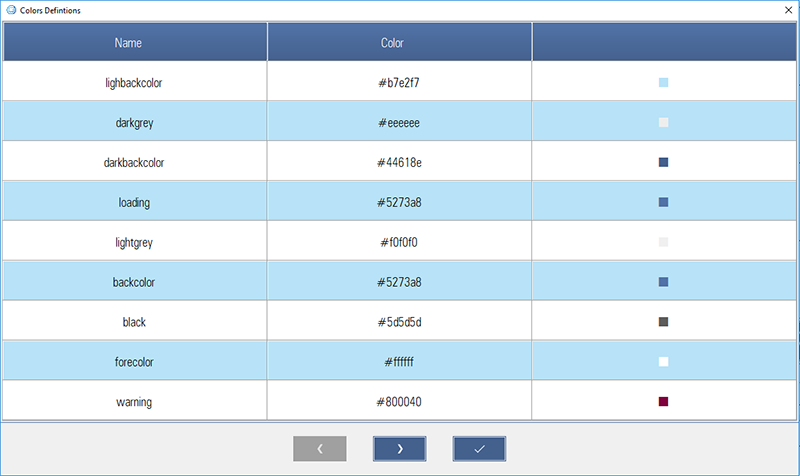 Colors Defintions
Name Color
lighbackcolor #b7e2f7
darkgrey #eeeeee
darkbackcolor #44618e
loading #5273a8
lightgrey #f0f0f0
backcolor #5273a8
black #5d5d5d
forecolor #ffffff
warning #800040